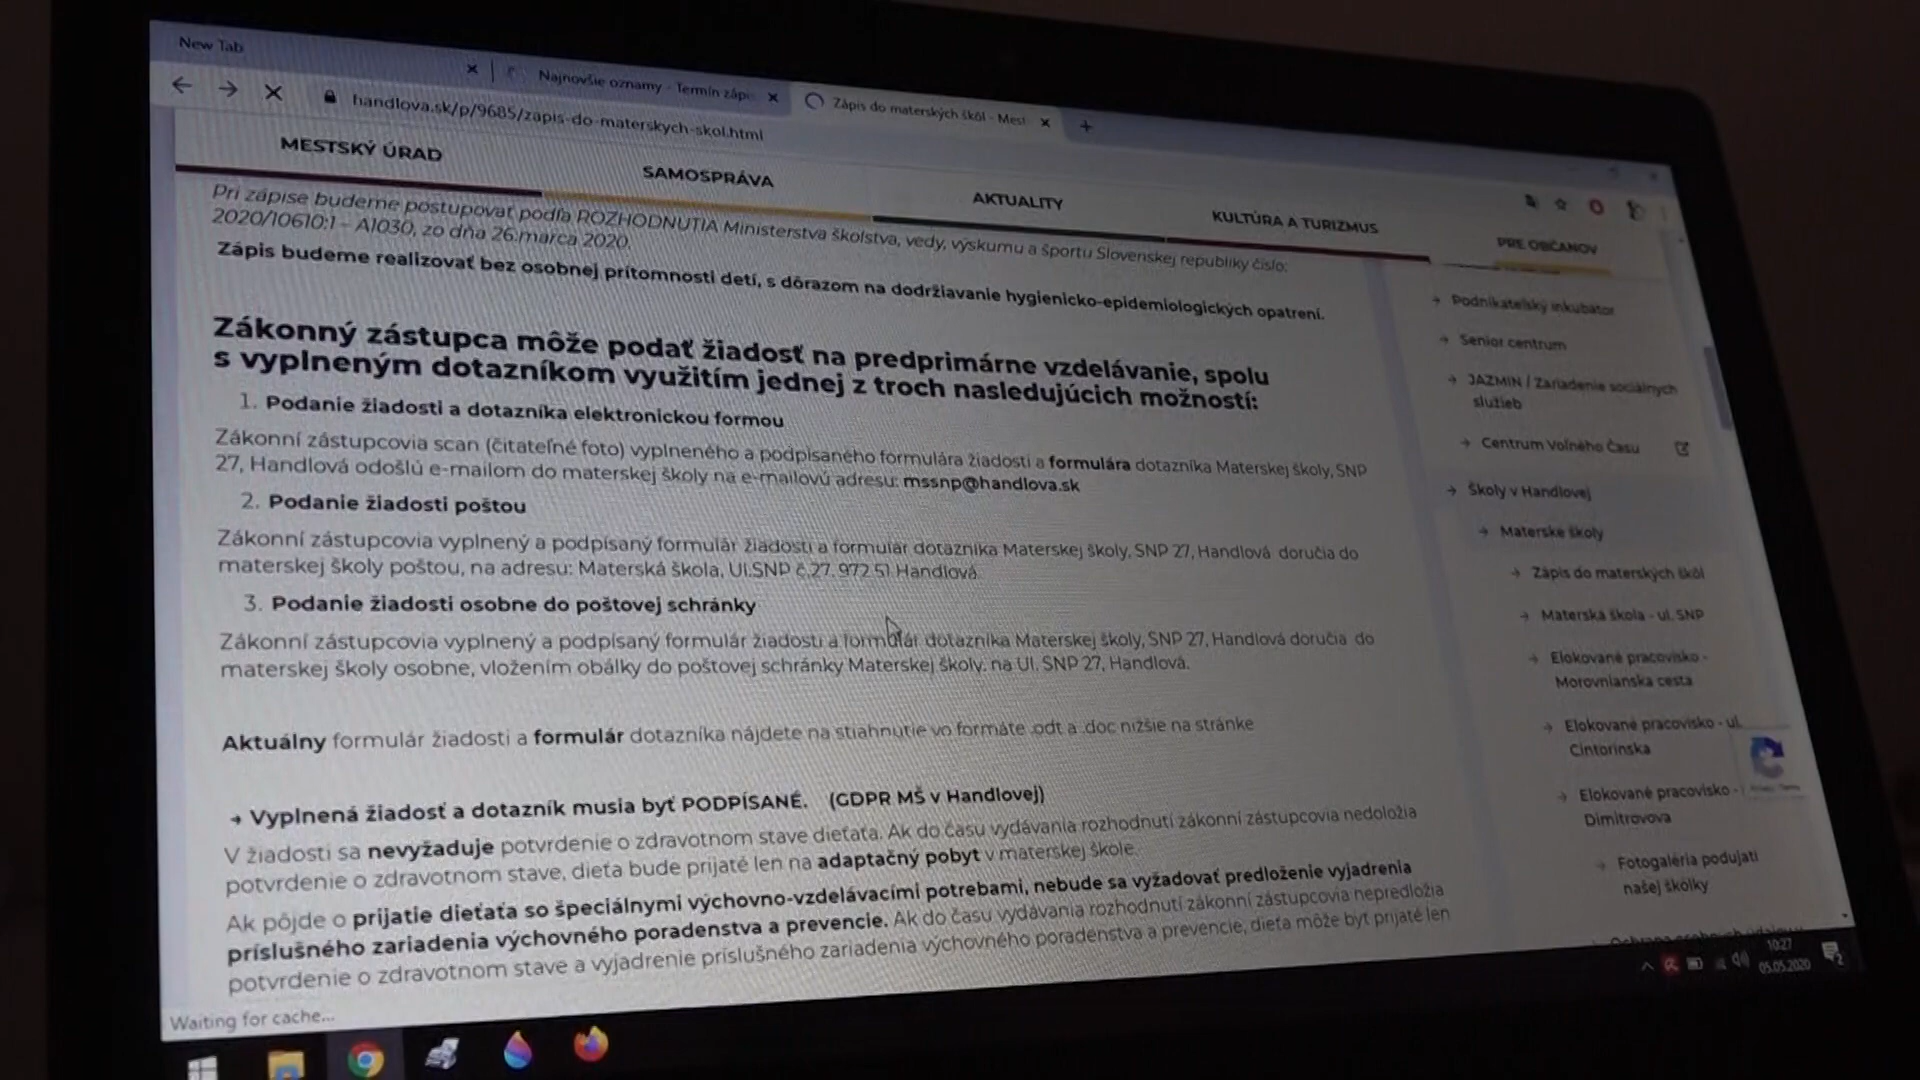 New Tab
Najnovšie oznamy - Termín zápi
Zápis do materských škôl - Mest
handlova.sk/p/9685/zapis-do-materskych-skol.html
MESTSKÝ ÚRAD
SAMOSPRÁVA
AKTUALITY
KULTÚRA A TURIZMUS
PRE OBČANOV
Pri zápise budeme postupovať podľa ROZHODNUTIA Ministerstva školstva, vedy, výskumu a športu Slovenskej republiky číslo:
2020/10610:1 – A1030, zo dňa 26.marca 2020.
Zápis budeme realizovať bez osobnej prítomnosti detí, s dôrazom na dodržiavanie hygienicko-epidemiologických opatrení.
Zákonný zástupca môže podať žiadosť na predprimárne vzdelávanie, spolu
s vyplneným dotazníkom využitím jednej z troch nasledujúcich možností:
1. Podanie žiadosti a dotazníka elektronickou formou
Zákonní zástupcovia scan (čitateľné foto) vyplneného a podpísaného formulára žiadosti a formulára dotazníka Materskej školy, SNP
27, Handlová odošlú e-mailom do materskej školy na e-mailovú adresu: mssnp@handlova.sk
2. Podanie žiadosti poštou
Zákonní zástupcovia vyplnený a podpísaný formulár žiadosti a formulár dotazníka Materskej školy, SNP 27, Handlová doručia do
materskej školy poštou, na adresu: Materská škola, Ul.SNP č.27, 972 51 Handlová.
3. Podanie žiadosti osobne do poštovej schránky
Zákonní zástupcovia vyplnený a podpísaný formulár žiadosti a formulár dotazníka Materskej školy, SNP 27, Handlová doručia do
materskej školy osobne, vložením obálky do poštovej schránky Materskej školy. na Ul. SNP 27, Handlová.
Aktuálny formulár žiadosti a formulár dotazníka nájdete na stiahnutie vo formáte .odt a .doc nižšie na stránke
→ Vyplnená žiadosť a dotazník musia byť PODPÍSANÉ. (GDPR MŠ v Handlovej)
V žiadosti sa nevyžaduje potvrdenie o zdravotnom stave dieťaťa. Ak do času vydávania rozhodnutí zákonní zástupcovia nedoložia
potvrdenie o zdravotnom stave, dieťa bude prijaté len na adaptačný pobyt v materskej škole.
Ak pôjde o prijatie dieťaťa so špeciálnymi výchovno-vzdelávacími potrebami, nebude sa vyžadovať predloženie vyjadrenia
príslušného zariadenia výchovného poradenstva a prevencie. Ak do času vydávania rozhodnutí zákonní zástupcovia nepredložia
potvrdenie o zdravotnom stave a vyjadrenie príslušného zariadenia výchovného poradenstva a prevencie, dieťa môže byť prijaté len
→ Podnikateľský inkubátor
→ Senior centrum
→ JAZMÍN / Zariadenie sociálnych
služieb
→ Centrum Voľného Času
→ Školy v Handlovej
→ Materské školy
→ Zápis do materských škôl
→ Materská škola - ul. SNP
→ Elokované pracovisko -
Morovnianska cesta
→ Elokované pracovisko - ul.
Cintorínska
→ Elokované pracovisko -
Dimitrovova
→ Fotogaléria podujatí
našej škôlky
Waiting for cache...
10:27
05.05.2020
2